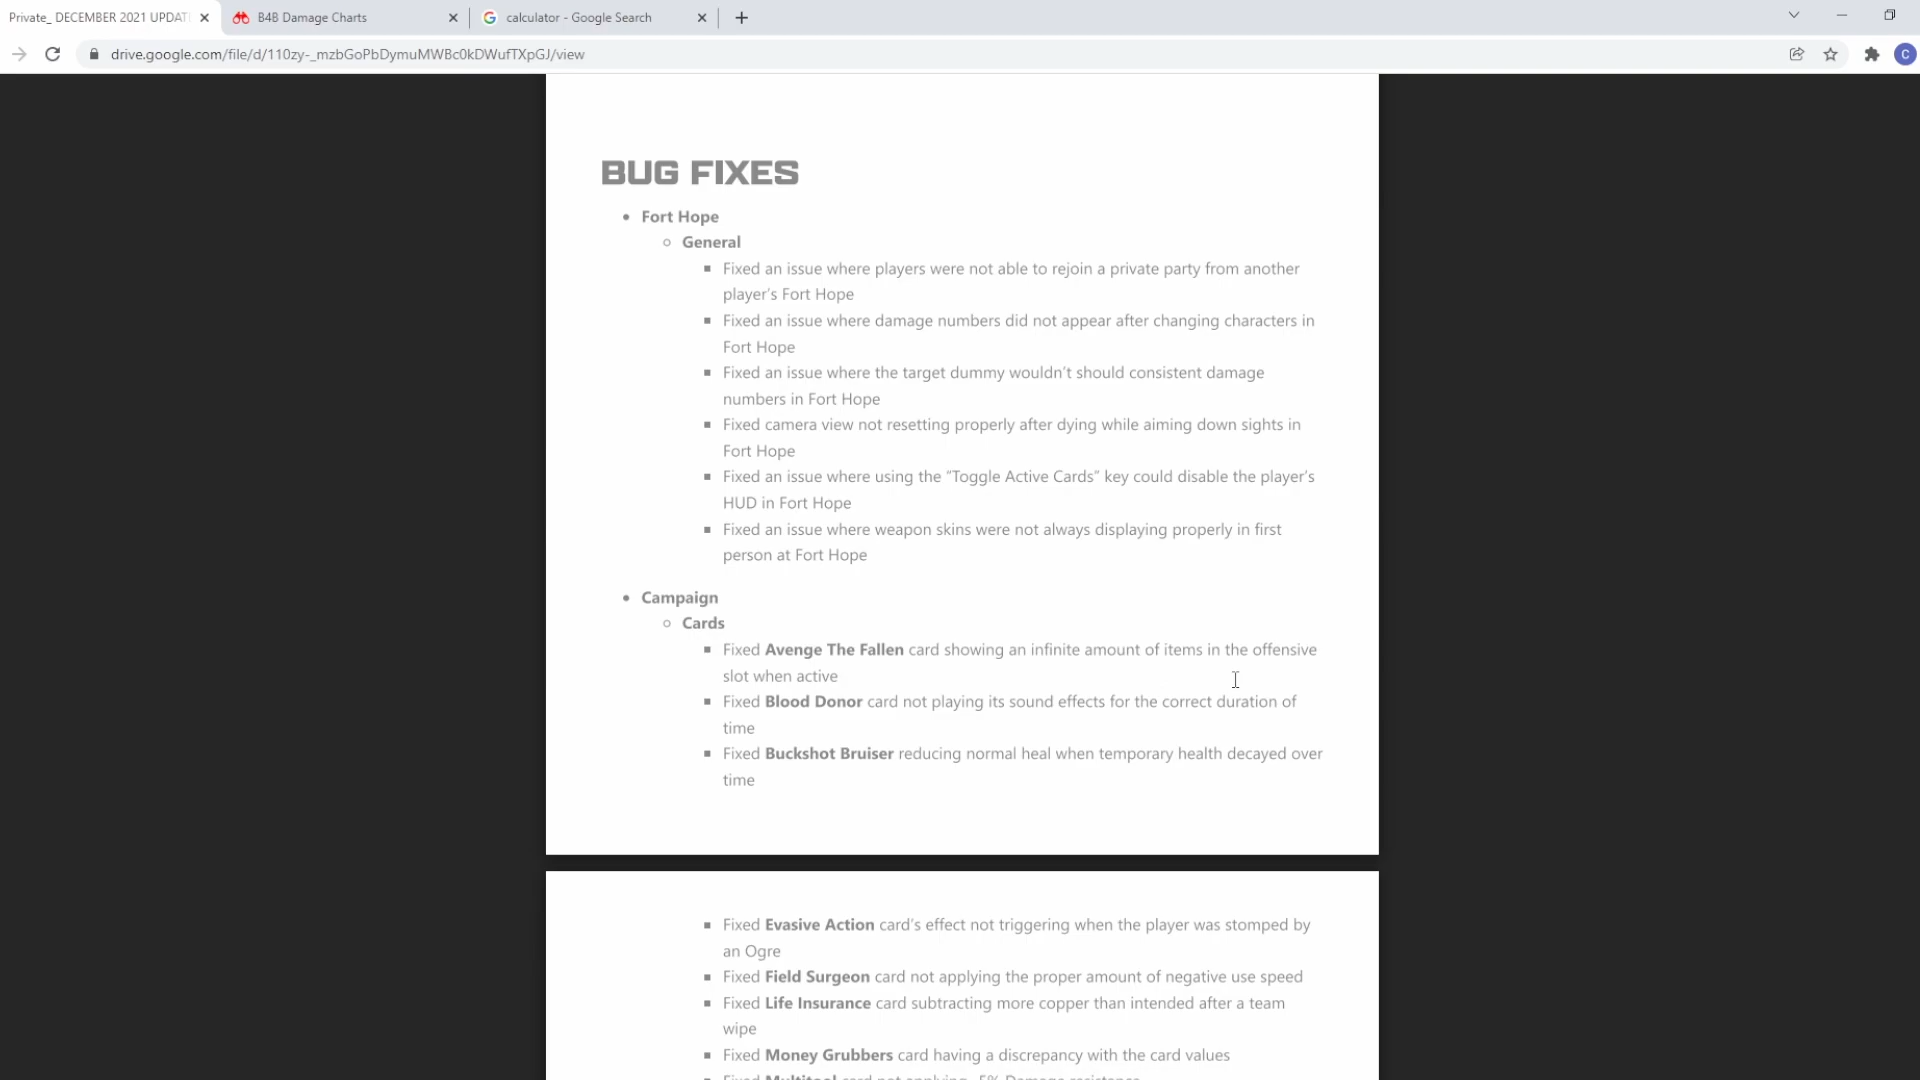 Private_ DECEMBER 2021 UPDAT
B4B Damage Charts
calculator - Google Search
drive.google.com/file/d/110zy-_mzbGoPbDymuMWBc0kDWufTXpGJ/view
C
BUG FIXES
Fort Hope
General
Fixed an issue where players were not able to rejoin a private party from another
player's Fort Hope
Fixed an issue where damage numbers did not appear after changing characters in
Fort Hope
Fixed an issue where the target dummy wouldn't should consistent damage
numbers in Fort Hope
Fixed camera view not resetting properly after dying while aiming down sights in
Fort Hope
Fixed an issue where using the “Toggle Active Cards” key could disable the player's
HUD in Fort Hope
Fixed an issue where weapon skins were not always displaying properly in first
person at Fort Hope
Campaign
Cards
Fixed Avenge The Fallen card showing an infinite amount of items in the offensive
slot when active
Fixed Blood Donor card not playing its sound effects for the correct duration of
time
Fixed Buckshot Bruiser reducing normal heal when temporary health decayed over
time
Fixed Evasive Action card's effect not triggering when the player was stomped by
an Ogre
Fixed Field Surgeon card not applying the proper amount of negative use speed
Fixed Life Insurance card subtracting more copper than intended after a team
wipe
Fixed Money Grubbers card having a discrepancy with the card values
Fixed Multitool card not applying -5% Damage resistance